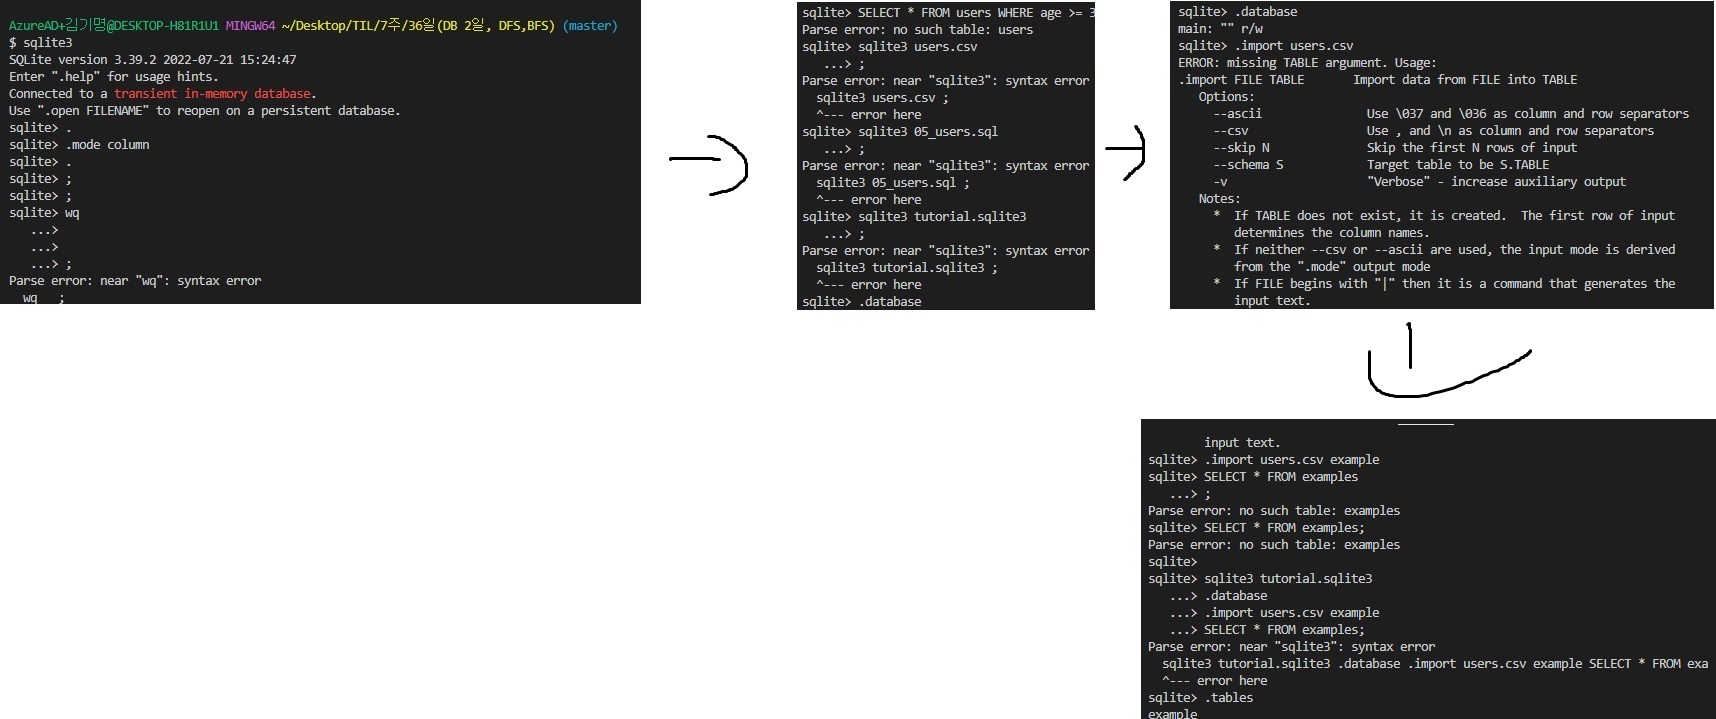 AzureAD+김기명@DESKTOP-H81R1U1 MINGW64 ~/Desktop/TIL/7주/36일(DB 2일, DFS,BFS) (master)
$ sqlite3
SQLite version 3.39.2 2022-07-21 15:24:47
Enter ".help" for usage hints.
Connected to a transient in-memory database.
Use ".open FILENAME" to reopen on a persistent database.
sqlite> .
sqlite> .mode column
sqlite> .
sqlite> ;
sqlite> ;
sqlite> wq
   ...>
   ...>
   ...> ;
Parse error: near "wq": syntax error
  wq   ;
sqlite> SELECT * FROM users WHERE age >= 3
Parse error: no such table: users
sqlite> sqlite3 users.csv
   ...> ;
Parse error: near "sqlite3": syntax error
  sqlite3 users.csv ;
  ^--- error here
sqlite> sqlite3 05_users.sql
   ...> ;
Parse error: near "sqlite3": syntax error
  sqlite3 05_users.sql ;
  ^--- error here
sqlite> sqlite3 tutorial.sqlite3
   ...> ;
Parse error: near "sqlite3": syntax error
  sqlite3 tutorial.sqlite3 ;
  ^--- error here
sqlite> .database
sqlite> .database
main: "" r/w
sqlite> .import users.csv
ERROR: missing TABLE argument. Usage:
.import FILE TABLE       Import data from FILE into TABLE
   Options:
     --ascii               Use \037 and \036 as column and row separators
     --csv                 Use , and \n as column and row separators
     --skip N              Skip the first N rows of input
     --schema S            Target table to be S.TABLE
     -v                    "Verbose" - increase auxiliary output
   Notes:
     *  If TABLE does not exist, it is created.  The first row of input
        determines the column names.
     *  If neither --csv or --ascii are used, the input mode is derived
        from the ".mode" output mode
     *  If FILE begins with "|" then it is a command that generates the
        input text.
        input text.
sqlite> .import users.csv example
sqlite> SELECT * FROM examples
   ...> ;
Parse error: no such table: examples
sqlite> SELECT * FROM examples;
Parse error: no such table: examples
sqlite>
sqlite> sqlite3 tutorial.sqlite3
   ...> .database
   ...> .import users.csv example
   ...> SELECT * FROM examples;
Parse error: near "sqlite3": syntax error
  sqlite3 tutorial.sqlite3 .database .import users.csv example SELECT * FROM exa
  ^--- error here
sqlite> .tables
example